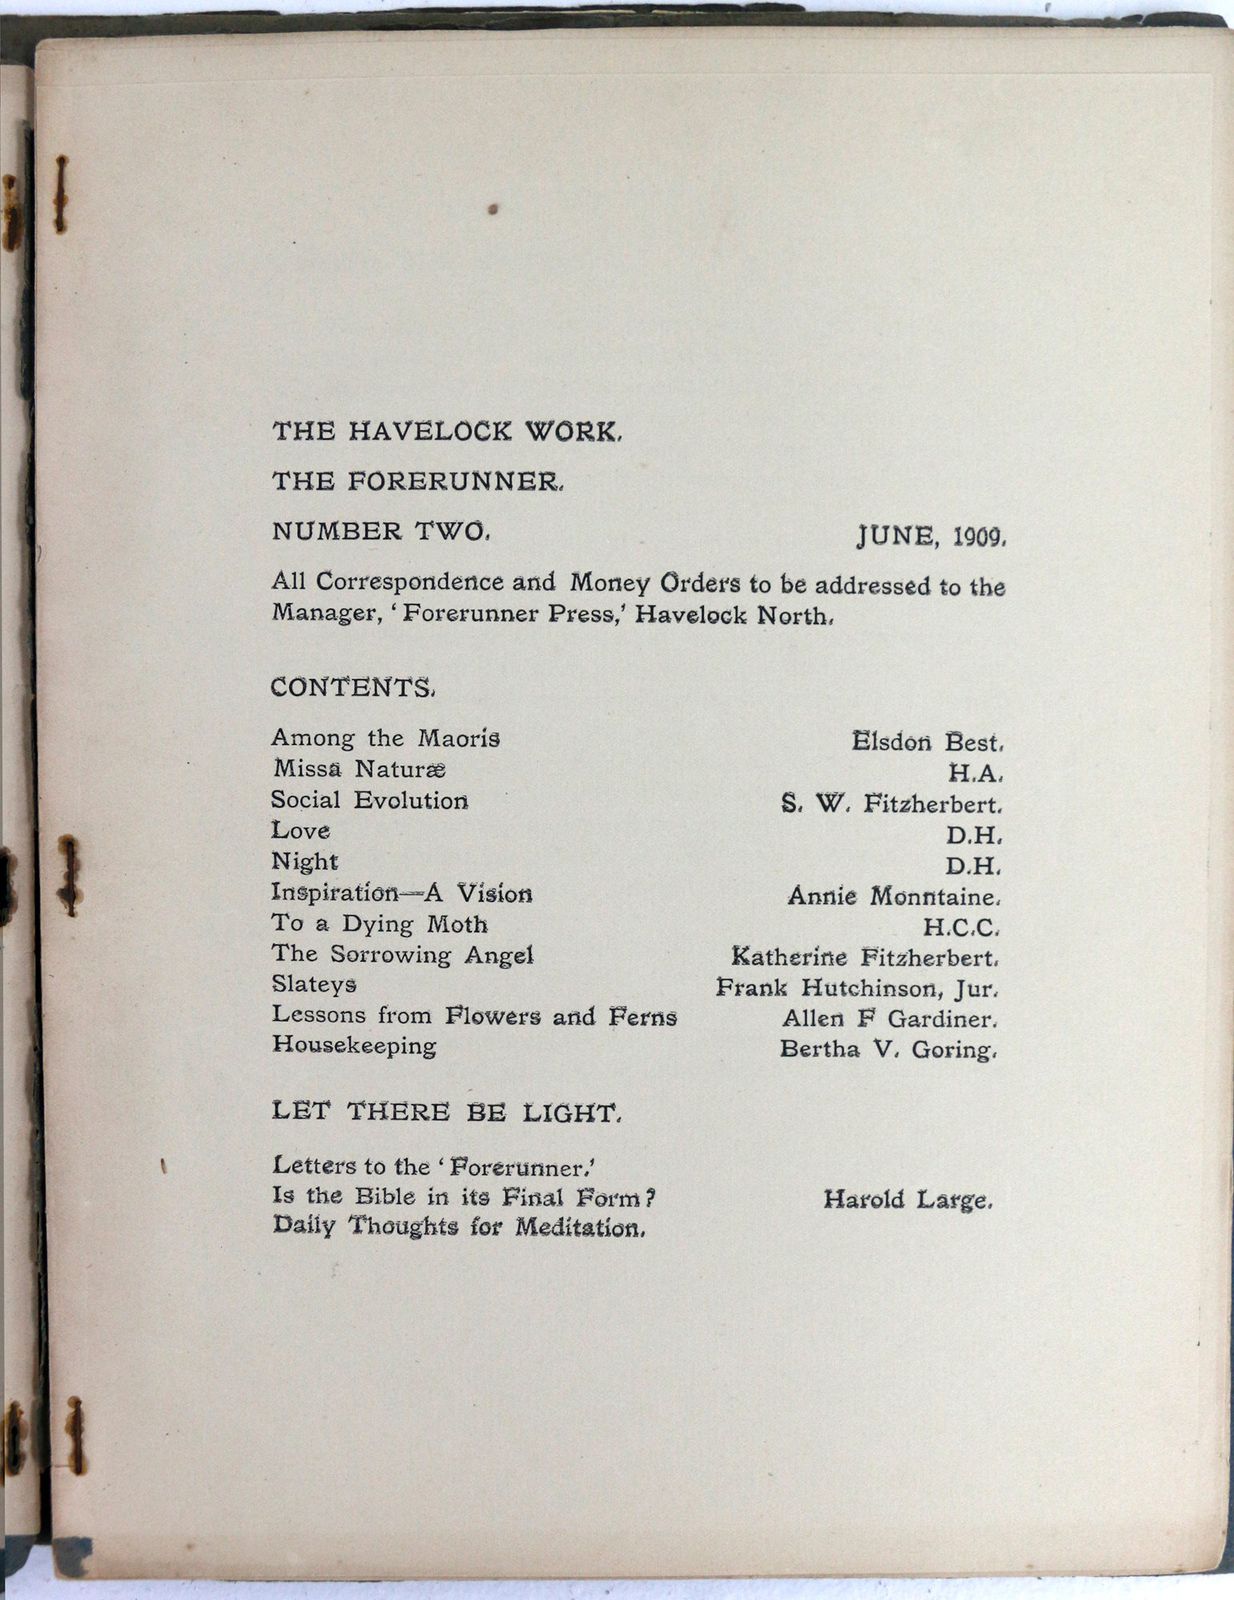 THE HAVELOCK WORK.
THE FORERUNNER.
NUMBER TWO. JUNE, 1909.
All Correspondence and Money Orders to be addressed to the
Manager, ‘Forerunner Press,’ Havelock North.
CONTENTS.
Among the Maoris Elsdon Best.
Missa Naturæ H.A.
Social Evolution S. W. Fitzherbert.
Love D.H.
Night D.H.
Inspiration—A Vision Annie Monntaine.
To a Dying Moth H.C.C.
The Sorrowing Angel Katherine Fitzherbert.
Slateys Frank Hutchinson, Jur.
Lessons from Flowers and Ferns Allen F Gardiner.
Housekeeping Bertha V. Goring.
LET THERE BE LIGHT.
Letters to the ‘Forerunner.’
Is the Bible in its Final Form? Harold Large.
Daily Thoughts for Meditation.